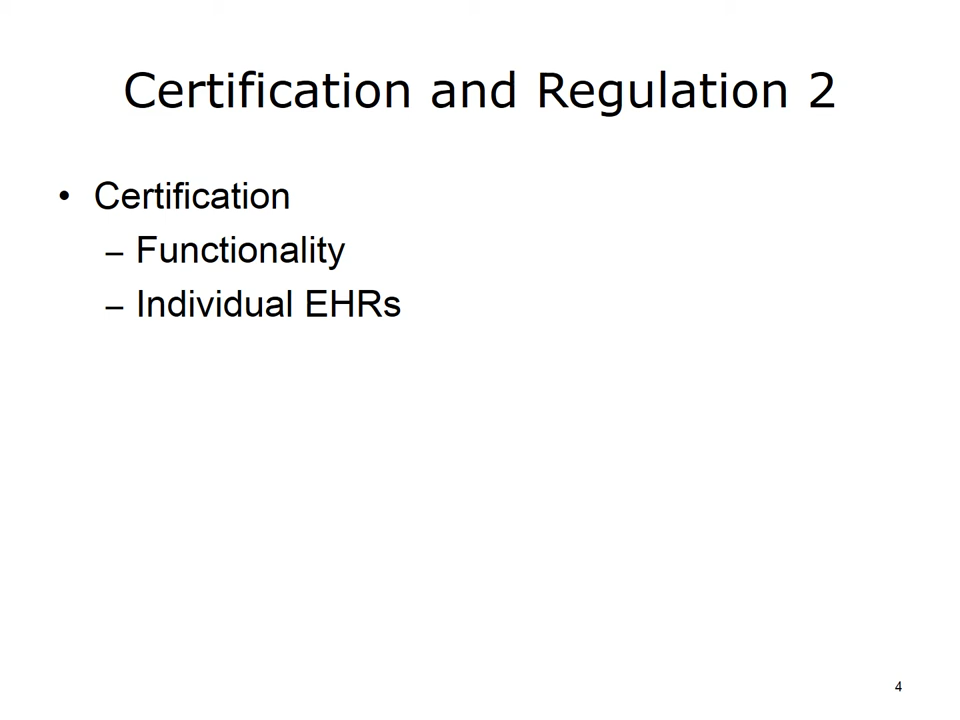 Certification and Regulation 2
• Certification
– Functionality
– Individual EHRs
4